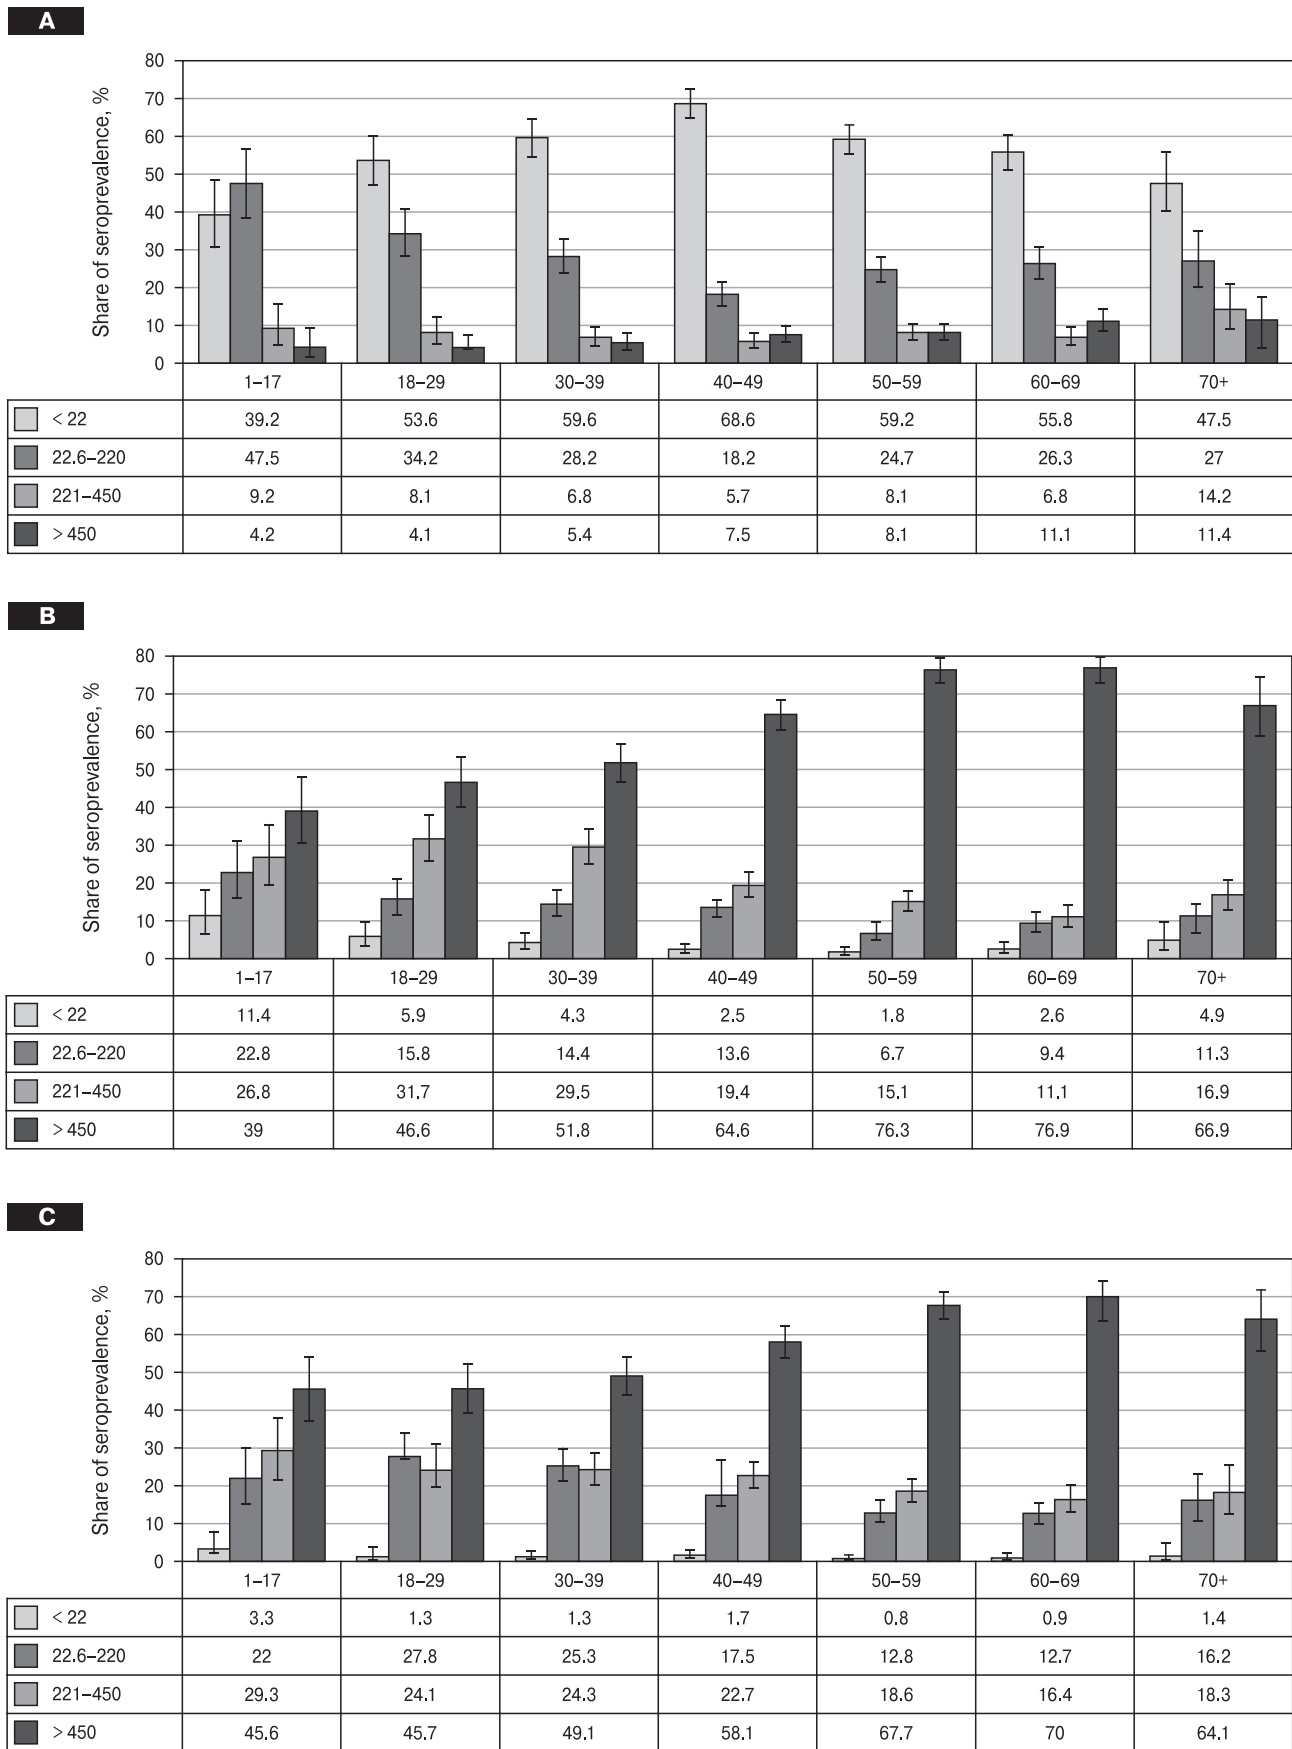 A
Share of seroprevalence, %
80
70
60
50
40
30
20
10
0
1–17 18–29 30–39 40–49 50–59 60–69 70+
< 22 39.2 53.6 59.6 68.6 59.2 55.8 47.5
22.6–220 47.5 34.2 28.2 18.2 24.7 26.3 27
221–450 9.2 8.1 6.8 5.7 8.1 6.8 14.2
> 450 4.2 4.1 5.4 7.5 8.1 11.1 11.4
B
Share of seroprevalence, %
80
70
60
50
40
30
20
10
0
1–17 18–29 30–39 40–49 50–59 60–69 70+
< 22 11.4 5.9 4.3 2.5 1.8 2.6 4.9
22.6–220 22.8 15.8 14.4 13.6 6.7 9.4 11.3
221–450 26.8 31.7 29.5 19.4 15.1 11.1 16.9
> 450 39 46.6 51.8 64.6 76.3 76.9 66.9
C
Share of seroprevalence, %
80
70
60
50
40
30
20
10
0
1–17 18–29 30–39 40–49 50–59 60–69 70+
< 22 3.3 1.3 1.3 1.7 0.8 0.9 1.4
22.6–220 22 27.8 25.3 17.5 12.8 12.7 16.2
221–450 29.3 24.1 24.3 22.7 18.6 16.4 18.3
> 450 45.6 45.7 49.1 58.1 67.7 70 64.1